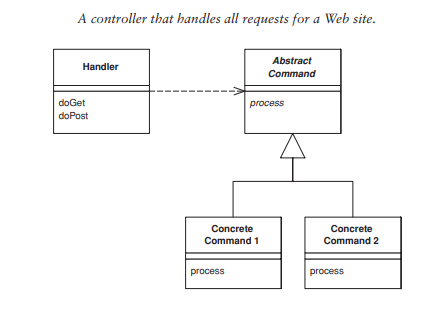 A controller that handles all requests for a Web site.
Handler
doGet
doPost
Abstract
Command
process
Concrete
Command 1
process
Concrete
Command 2
process